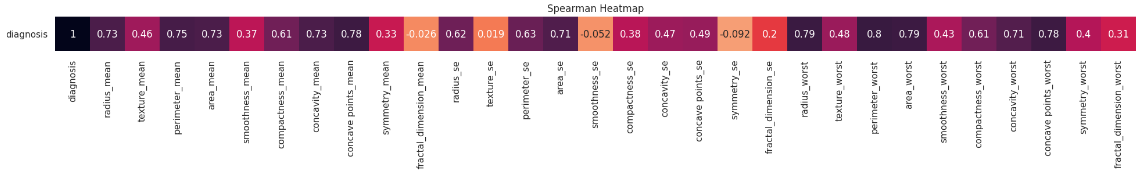 Spearman Heatmap
diagnosis 1 0.73 0.46 0.75 0.73 0.37 0.61 0.73 0.78 0.33 -0.026 0.62 0.019 0.63 0.71 -0.052 0.38 0.47 0.49 -0.092 0.2 0.79 0.48 0.8 0.79 0.43 0.61 0.71 0.78 0.4 0.31
diagnosis
radius_mean
texture_mean
perimeter_mean
area_mean
smoothness_mean
compactness_mean
concavity_mean
concave points_mean
symmetry_mean
fractal_dimension_mean
radius_se
texture_se
perimeter_se
area_se
smoothness_se
compactness_se
concavity_se
concave points_se
symmetry_se
fractal_dimension_se
radius_worst
texture_worst
perimeter_worst
area_worst
smoothness_worst
compactness_worst
concavity_worst
concave points_worst
symmetry_worst
fractal_dimension_worst